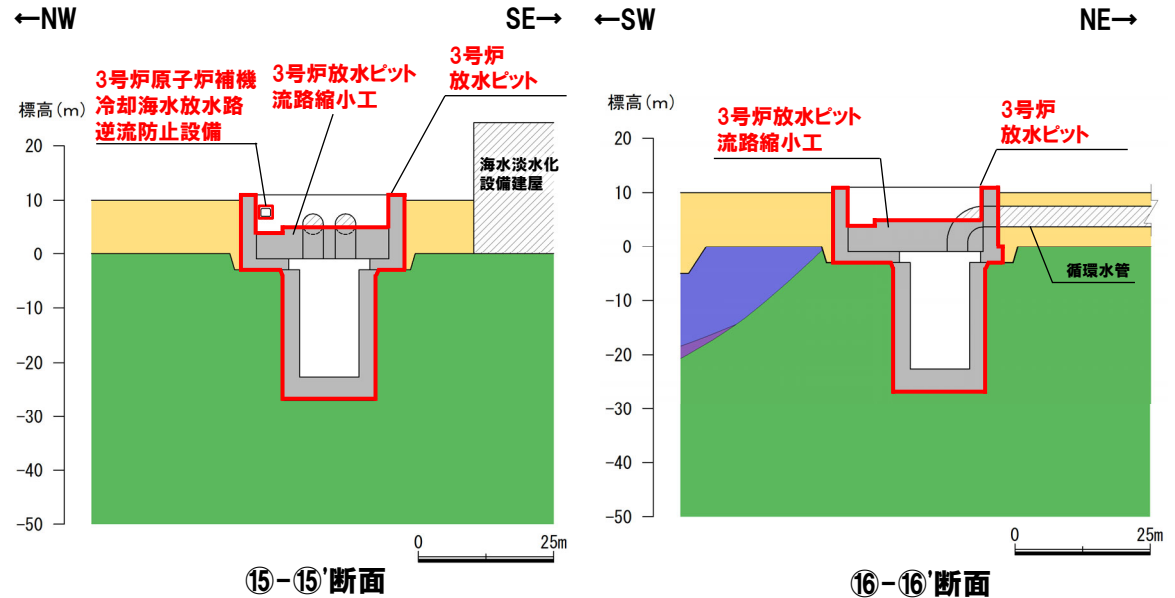 ←NW
SE→
3号炉
放水ピット
3号炉放水ピット
流路縮小工
3号炉原子炉補機
冷却海水放水路
逆流防止設備
標高(m)
海水淡水化
設備建屋
20
10
0
-10
-20
-30
-40
-50
0
25m
⑮-⑮'断面
←SW
NE→
3号炉
放水ピット
3号炉放水ピット
流路縮小工
標高(m)
循環水管
20
10
0
-10
-20
-30
-40
-50
0
25m
⑯-⑯'断面